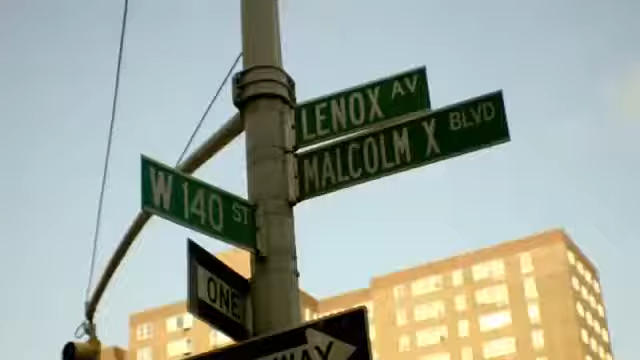 LENOX AV
MALCOLM X BLVD
W 140 ST
ONE
WAY